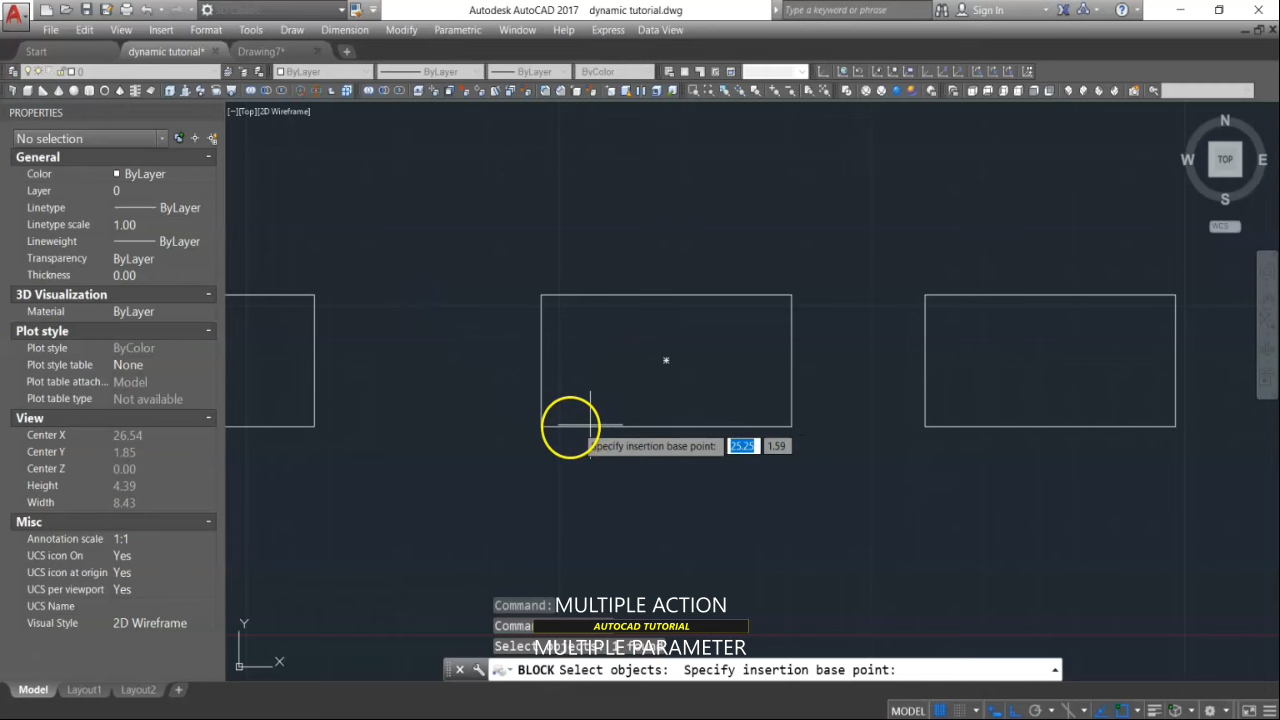 Autodesk AutoCAD 2017 dynamic tutorial.dwg
Type a keyword or phrase
Sign In
File Edit View Insert Format Tools Draw Dimension Modify Parametric Window Help Express Data View
Start dynamic tutorial* Drawing7*
0 ByLayer ByLayer ByLayer ByColor
PROPERTIES
[−][Top][2D Wireframe]
No selection
General
Color ByLayer
Layer 0
Linetype ByLayer
Linetype scale 1.00
Lineweight ByLayer
Transparency ByLayer
Thickness 0.00
3D Visualization
Material ByLayer
Plot style
Plot style ByColor
Plot style table None
Plot table attach... Model
Plot table type Not available
View
Center X 26.54
Center Y 1.85
Center Z 0.00
Height 4.39
Width 8.43
Misc
Annotation scale 1:1
UCS icon On Yes
UCS icon at origin Yes
UCS per viewport Yes
UCS Name
Visual Style 2D Wireframe
N
W TOP E
S
WCS
Specify insertion base point: 25.25 1.59
Y
X
Command: MULTIPLE ACTION
AUTOCAD TUTORIAL
MULTIPLE PARAMETER
BLOCK Select objects: Specify insertion base point:
Model Layout1 Layout2
MODEL